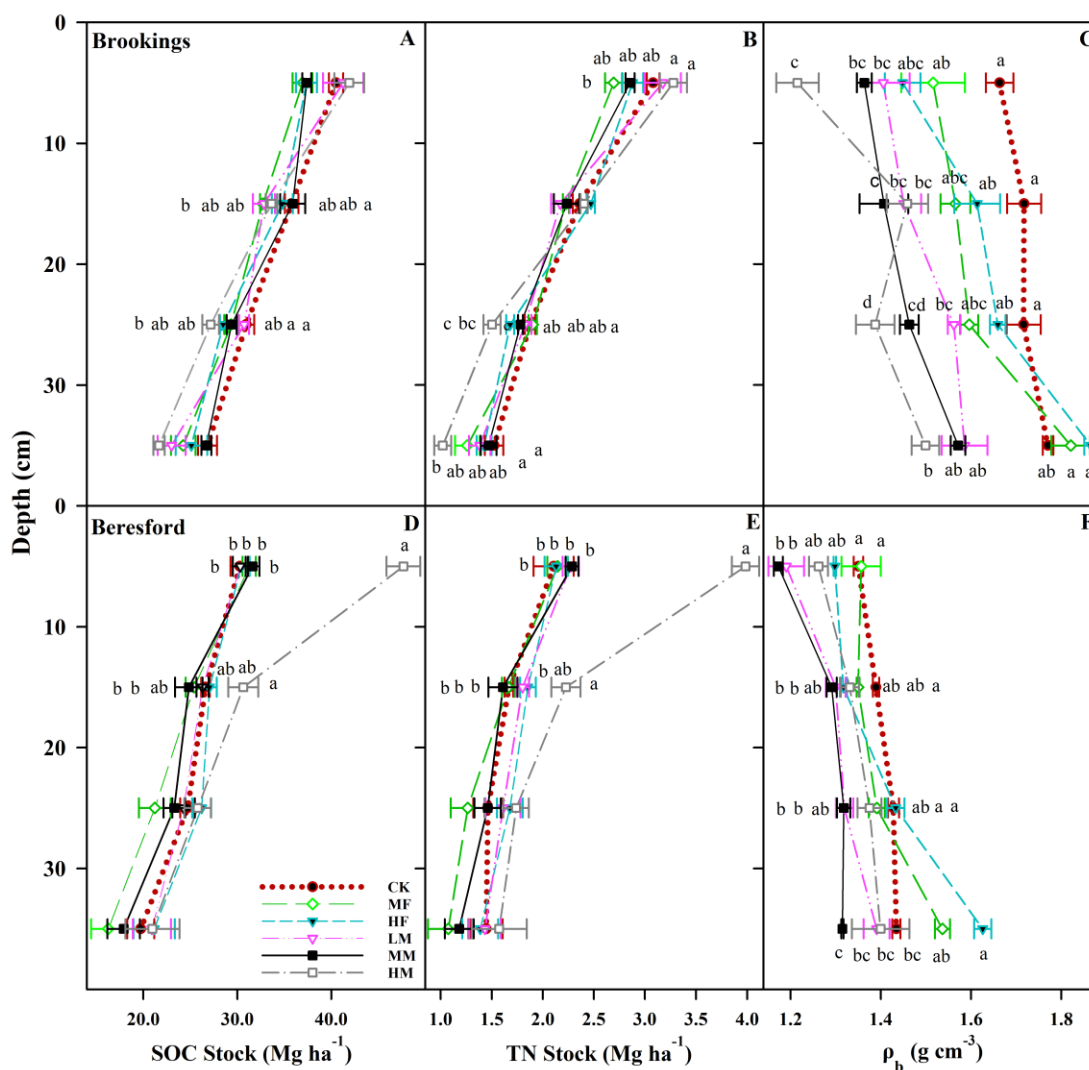 0
Brookings
A
B
C
ab ab ab a
b a
c bc bc abc ab a
10
b ab ab ab ab a
c bc bc abc ab a
20
b ab ab ab a a
c bc ab ab ab a
d cd bc abc ab a
30
b ab ab ab a a
b ab ab ab a a
Depth (cm)
0
Beresford
D
E
F
b b b b b a
b b b b b a
b b ab ab a a
10
b b ab ab ab a
b b b b ab a
b b ab ab ab a
20
b b ab ab a a
30
CK
MF
HF
LM
MM
HM
c bc bc bc ab a
20.0 30.0 40.0
1.0 1.5 2.0 2.5 3.0 3.5 4.0
1.2 1.4 1.6 1.8
SOC Stock (Mg ha⁻¹)
TN Stock (Mg ha⁻¹)
ρb (g cm⁻³)